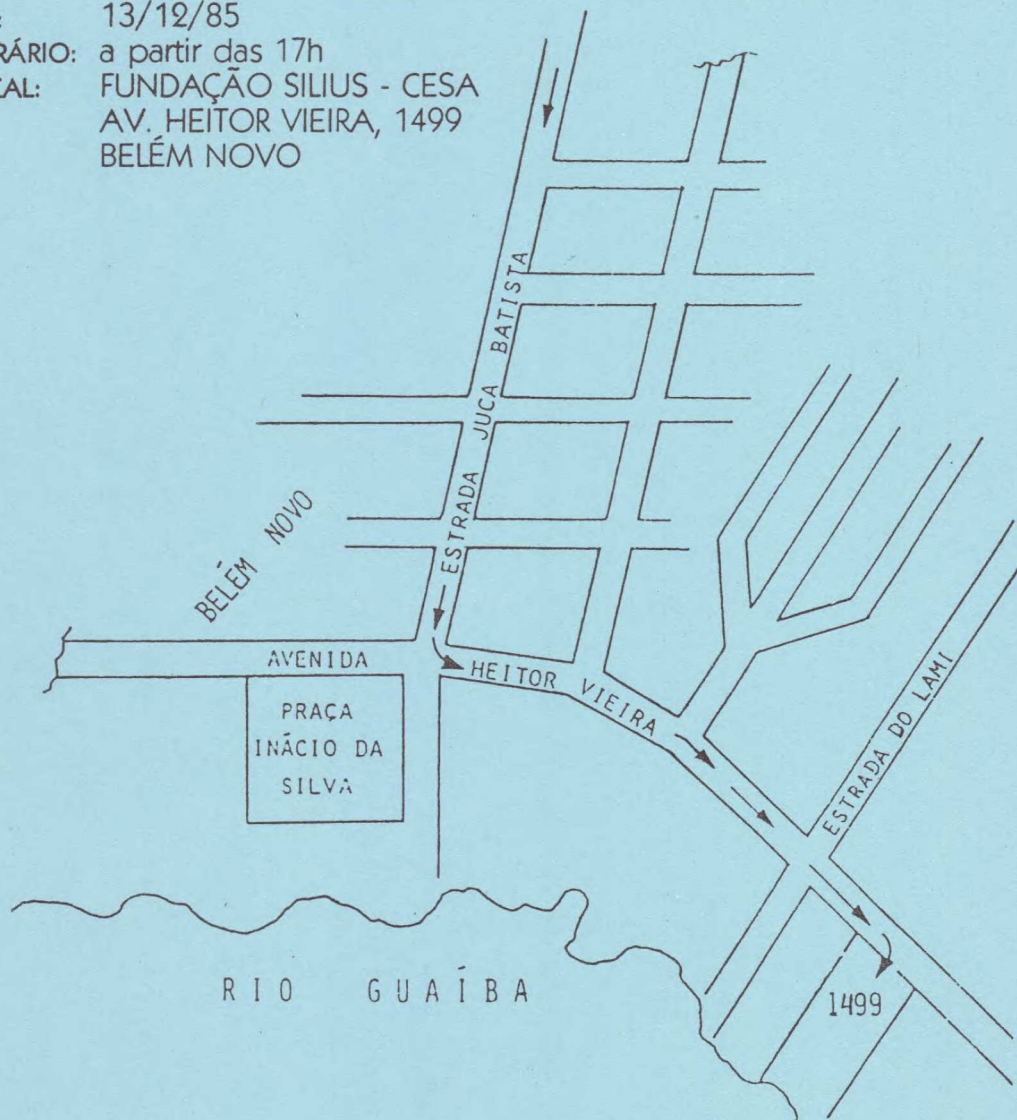 : 13/12/85
RÁRIO: a partir das 17h
CAL: FUNDAÇÃO SILIUS - CESA
AV. HEITOR VIEIRA, 1499
BELÉM NOVO
ESTRADA JUCA BATISTA
BELÉM NOVO
AVENIDA HEITOR VIEIRA
PRAÇA
INÁCIO DA
SILVA
ESTRADA DO LAMI
RIO GUAÍBA
1499